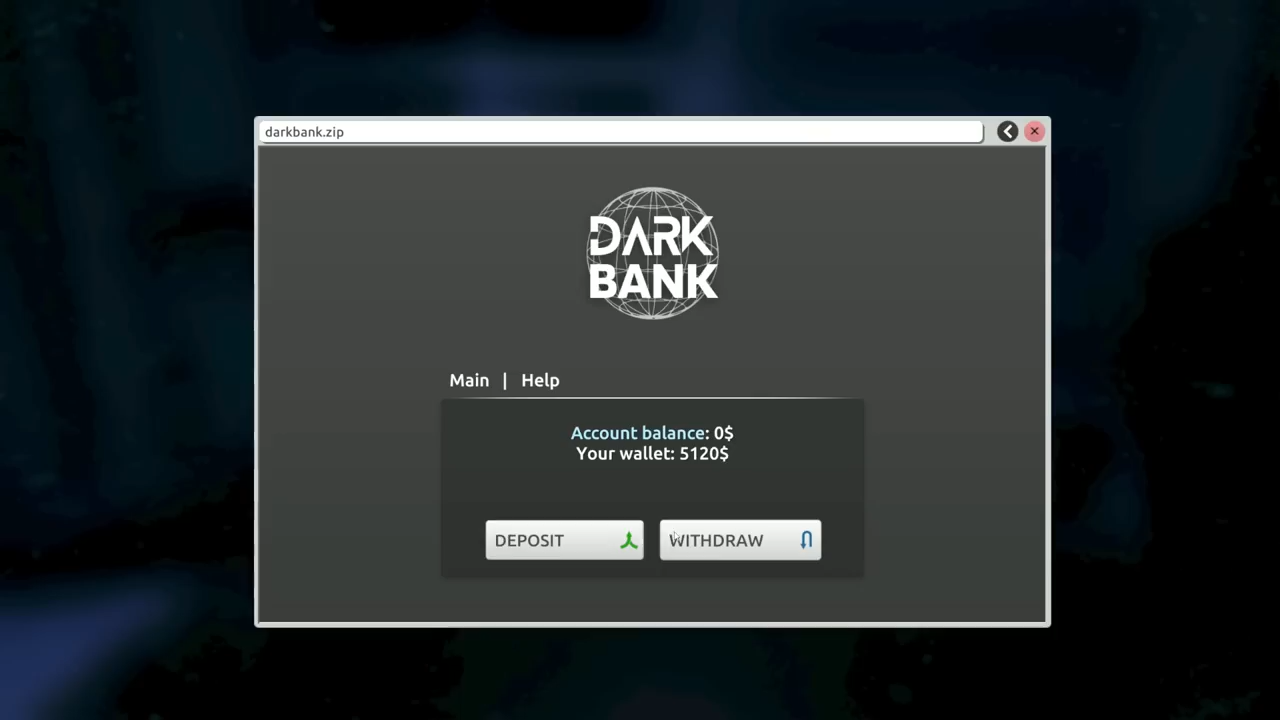 darkbank.zip
DARK
BANK
Main | Help
Account balance: 0$
Your wallet: 5120$
DEPOSIT
WITHDRAW